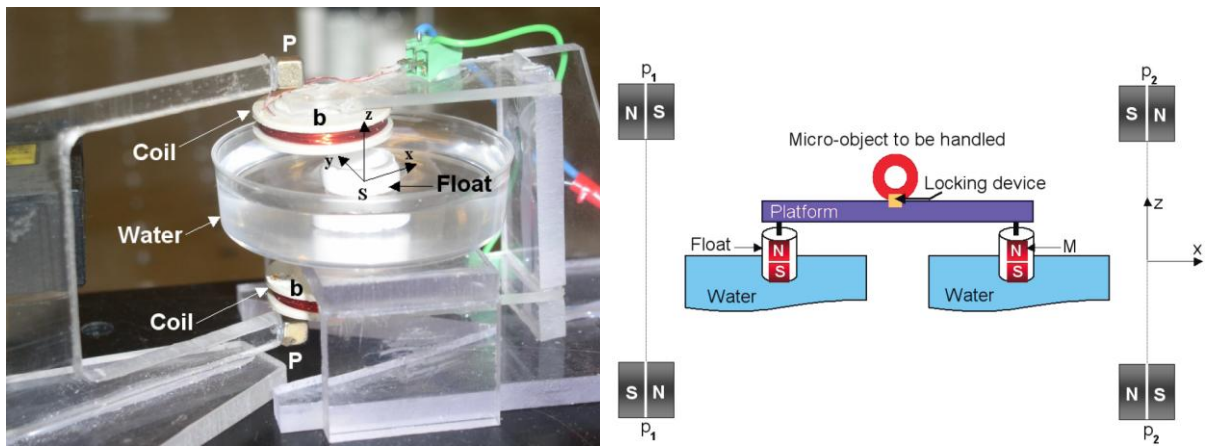 P
Coil
b
z
y
x
S
Float
Water
b
Coil
P
p1
N S
p2
S N
Micro-object to be handled
Locking device
Platform
z
Float
N
S
N
S
M
x
Water
Water
S N
p1
N S
p2